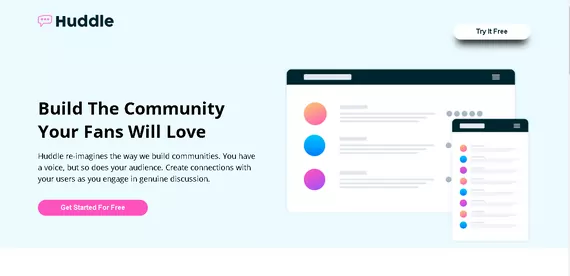 Huddle
Try It Free
Build The Community
Your Fans Will Love
Huddle re-imagines the way we build communities. You have
a voice, but so does your audience. Create connections with
your users as you engage in genuine discussion.
Get Started For Free